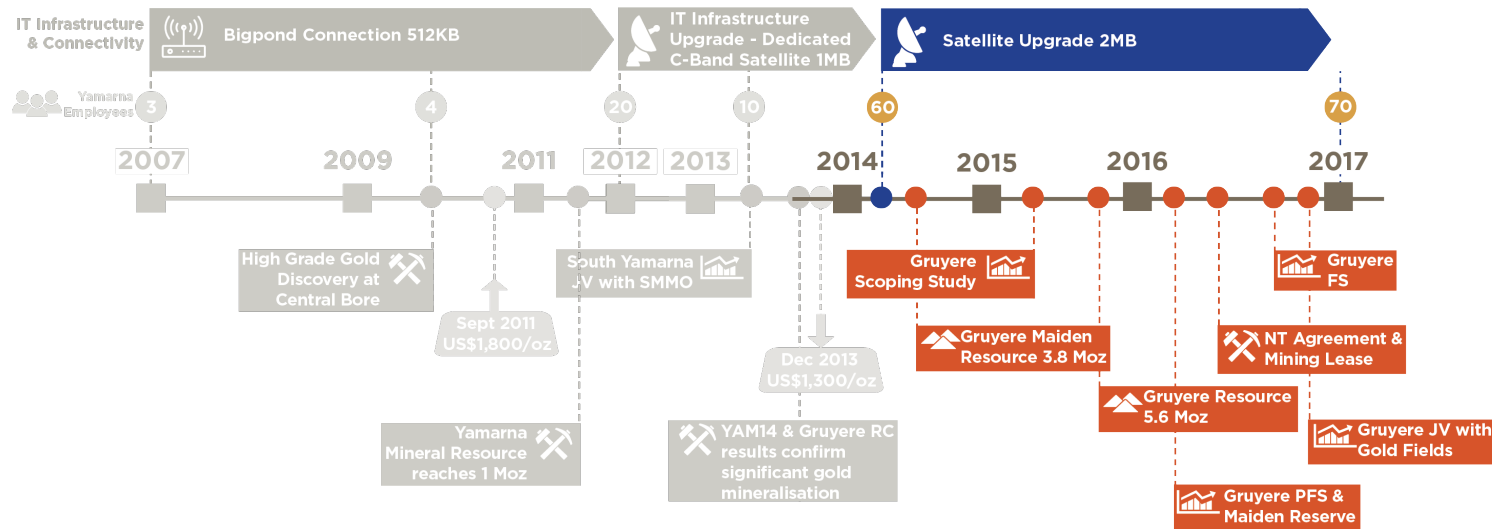 IT Infrastructure
& Connectivity
Bigpond Connection 512KB
IT Infrastructure
Upgrade - Dedicated
C-Band Satellite 1MB
Satellite Upgrade 2MB
Yamarna
Employees
3
4
20
10
60
70
2007
2009
2011
2012
2013
2014
2015
2016
2017
High Grade Gold
Discovery at
Central Bore
South Yamarna
JV with SMMO
Gruyere
Scoping Study
Gruyere
FS
Sept 2011
US$1,800/oz
Dec 2013
US$1,300/oz
Gruyere Maiden
Resource 3.8 Moz
NT Agreement &
Mining Lease
Gruyere Resource
5.6 Moz
Yamarna
Mineral Resource
reaches 1 Moz
YAM14 & Gruyere RC
results confirm
significant gold
mineralisation
Gruyere JV with
Gold Fields
Gruyere PFS &
Maiden Reserve